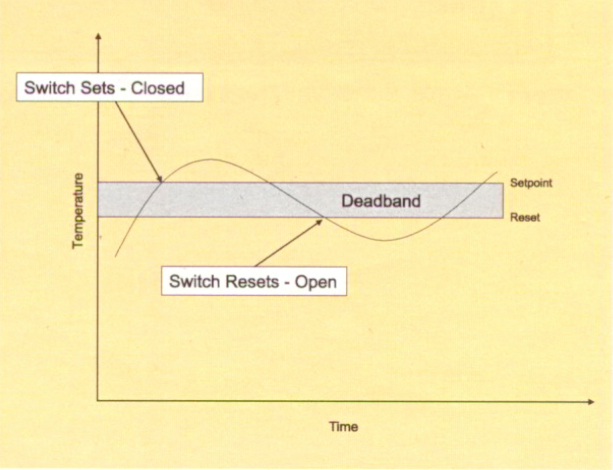 Switch Sets - Closed
Temperature
Setpoint
Deadband
Reset
Switch Resets - Open
Time